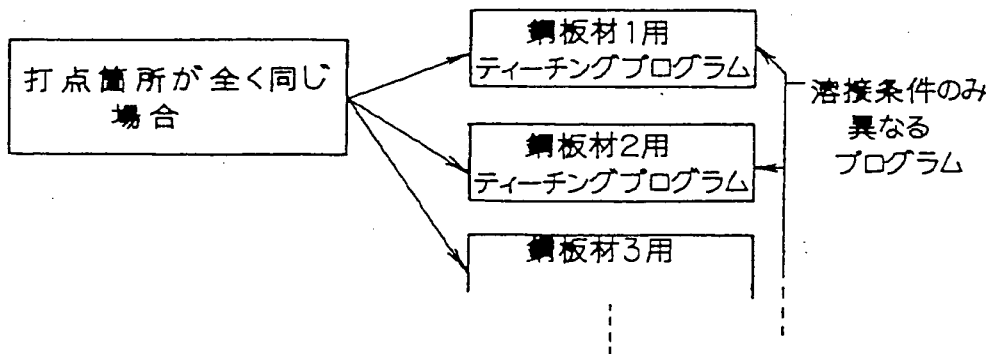 打点箇所が全く同じ
場合
鋼板材1用
ティーチングプログラム
鋼板材2用
ティーチングプログラム
鋼板材3用
溶接条件のみ
異なる
プログラム